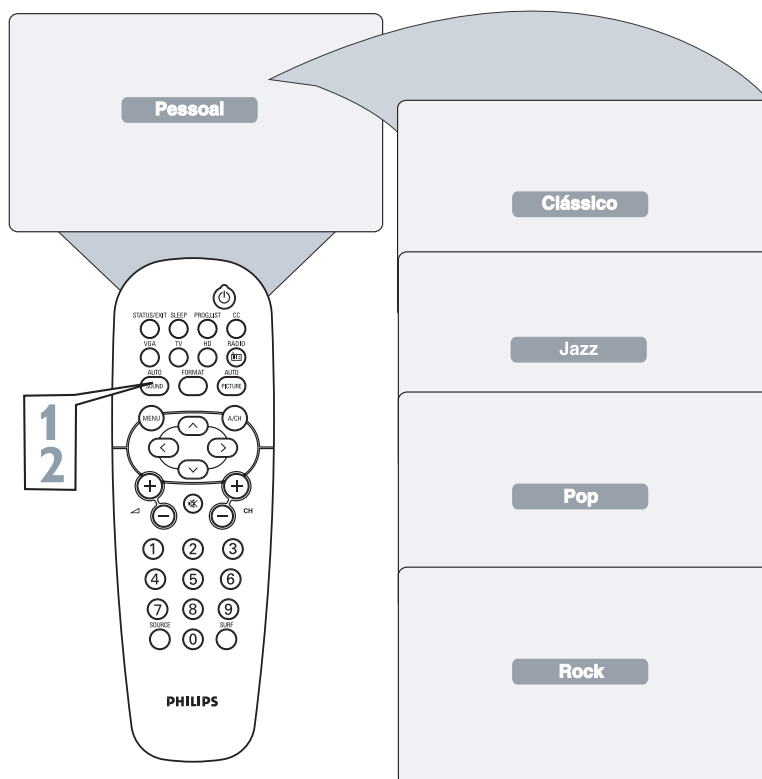 Pessoal
Clássico
Jazz
Pop
Rock
STATUS/EXIT SLEEP PROG.LIST CC
VGA TV HD RADIO
AUTO FORMAT AUTO
SOUND PICTURE
1
2
MENU A/CH
+ +
− − CH
1 2 3
4 5 6
7 8 9
SOURCE 0 SURF
PHILIPS